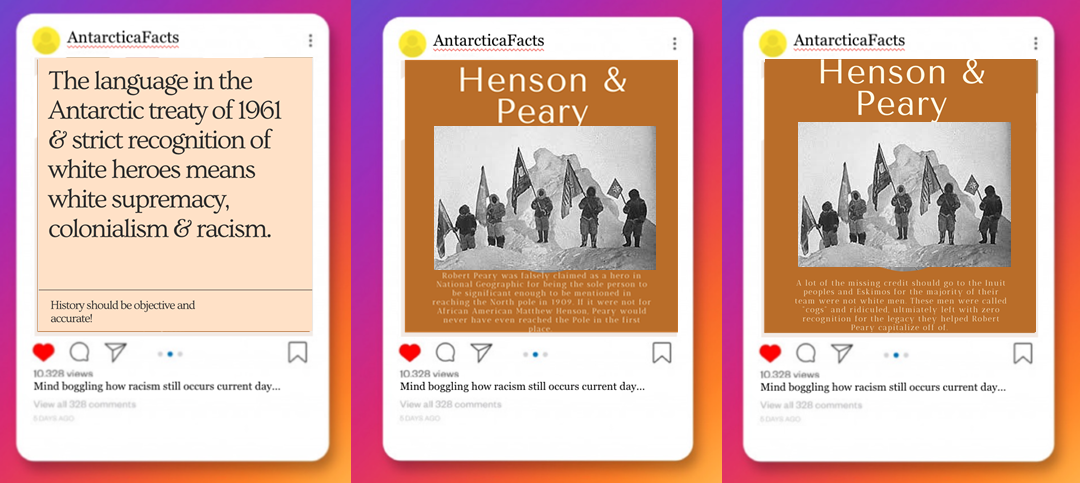 AntarcticaFacts
The language in the
Antarctic treaty of 1961
& strict recognition of
white heroes means
white supremacy,
colonialism & racism.
History should be objective and
accurate!
10,328 views
Mind boggling how racism still occurs current day...
View all 328 comments
5 DAYS AGO
AntarcticaFacts
Henson &
Peary
Robert Peary was falsely claimed as a hero in
National Geographic for being the sole person to
be significant enough to be mentioned in
reaching the North pole in 1909. If it were not for
African American Matthew Henson, Peary would
never have even reached the Pole in the first
place.
10,328 views
Mind boggling how racism still occurs current day...
View all 328 comments
5 DAYS AGO
AntarcticaFacts
Henson &
Peary
A lot of the missing credit should go to the Inuit
peoples and Eskimos for the majority of their
team were not white men. These men were called
"cogs" and ridiculed, ultimiately left with zero
recognition for the legacy they helped Robert
Peary capitalize off of.
10,328 views
Mind boggling how racism still occurs current day...
View all 328 comments
5 DAYS AGO